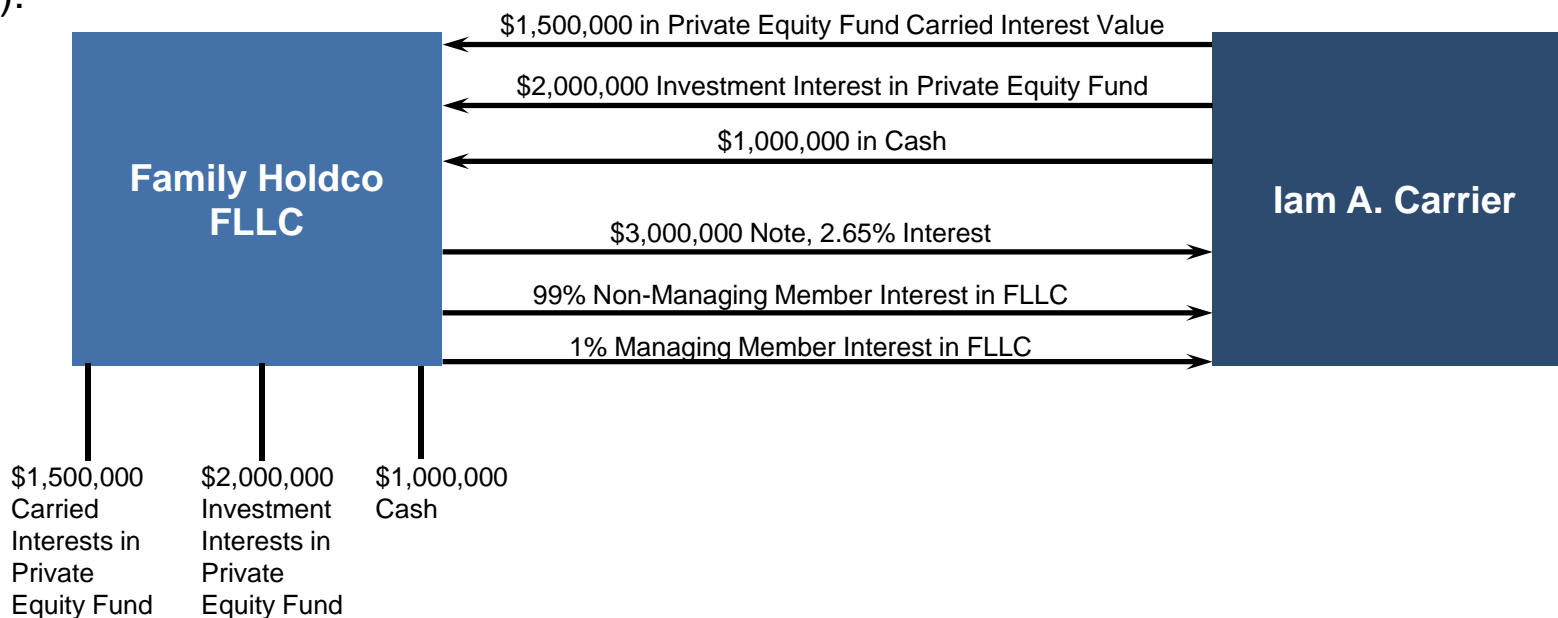 ).
$1,500,000 in Private Equity Fund Carried Interest Value
$2,000,000 Investment Interest in Private Equity Fund
$1,000,000 in Cash
Family Holdco
FLLC
Iam A. Carrier
$3,000,000 Note, 2.65% Interest
99% Non-Managing Member Interest in FLLC
1% Managing Member Interest in FLLC
$1,500,000
Carried
Interests in
Private
Equity Fund
$2,000,000
Investment
Interests in
Private
Equity Fund
$1,000,000
Cash